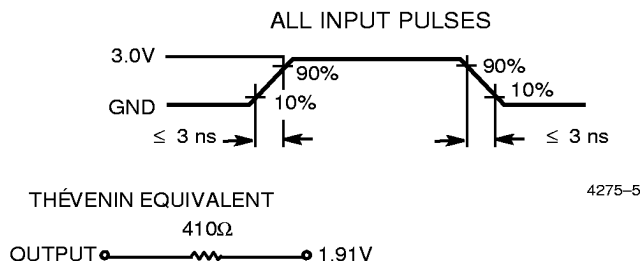 ALL INPUT PULSES
3.0V
90%
90%
10%
10%
GND
≤ 3 ns
≤ 3 ns
4275–5
THÉVENIN EQUIVALENT
410Ω
OUTPUT
1.91V